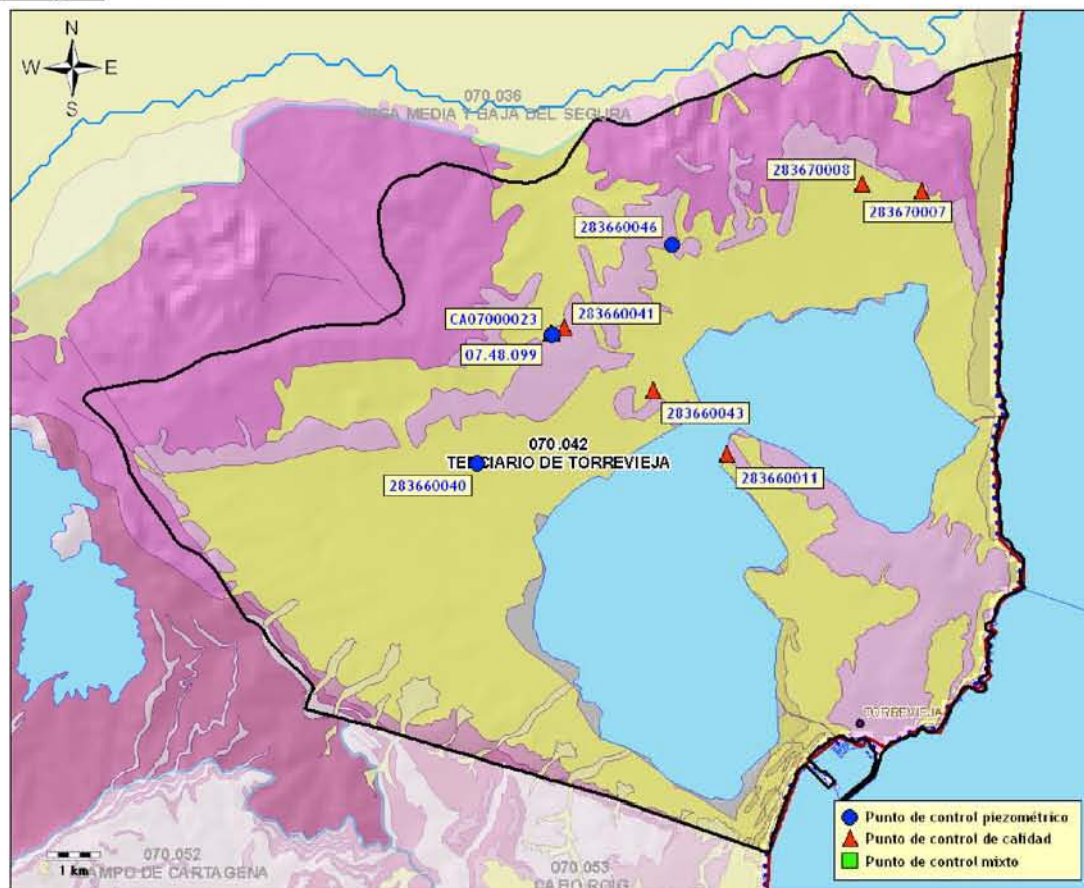 N
W E
S
070.036
VEGA MEDIA Y BAJA DEL SEGURA
283670008
283670007
283660046
CA07000023
283660041
07.48.099
283660043
070.042
TERCIARIO DE TORREVIEJA
283660040
283660011
TORREVIEJA
Punto de control piezométrico
Punto de control de calidad
Punto de control mixto
1 km
070.052
CAMPO DE CARTAGENA
070.053
CABO ROIG